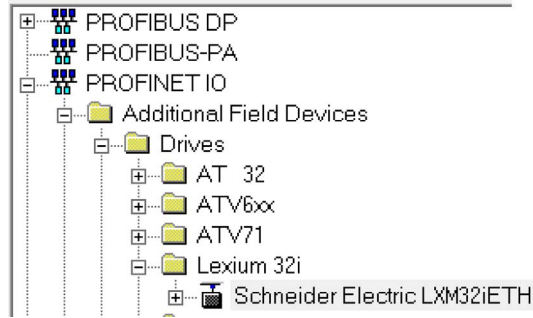 PROFIBUS DP
PROFIBUS-PA
PROFINET IO
Additional Field Devices
Drives
AT 32
ATV6xx
ATV71
Lexium 32i
Schneider Electric LXM32iETH